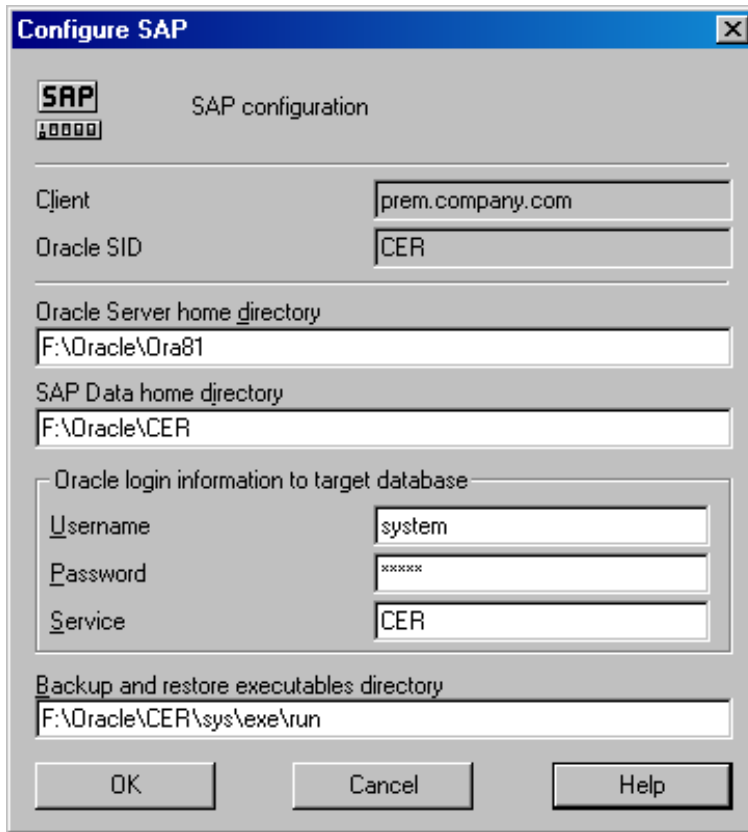 Configure SAP
SAP
SAP configuration
Client prem.company.com
Oracle SID CER
Oracle Server home directory
F:\Oracle\Ora81
SAP Data home directory
F:\Oracle\CER
Oracle login information to target database
Username system
Password *****
Service CER
Backup and restore executables directory
F:\Oracle\CER\sys\exe\run
OK Cancel Help